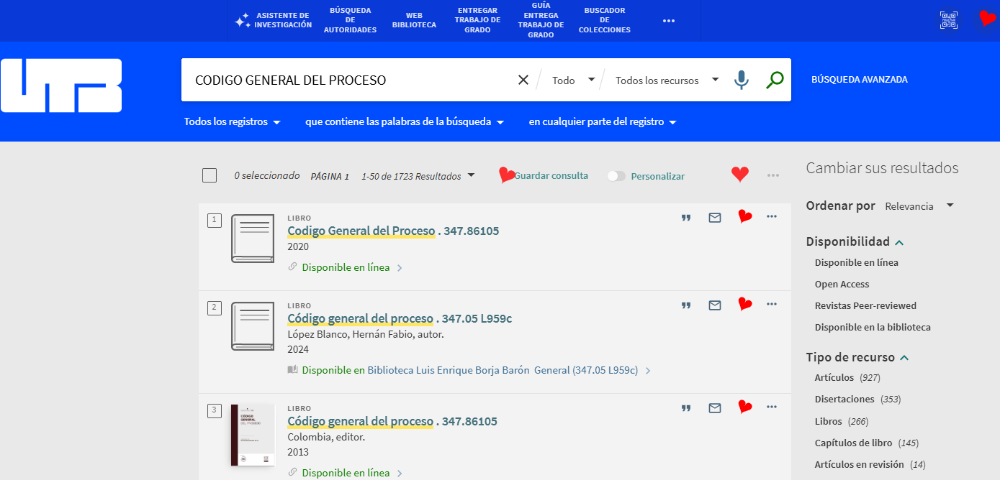 ASISTENTE DE
INVESTIGACIÓN
BÚSQUEDA
DE
AUTORIDADES
WEB
BIBLIOTECA
ENTREGAR
TRABAJO DE
GRADO
GUÍA
ENTREGA
TRABAJO DE
GRADO
BUSCADOR
DE
COLECCIONES
UTB
CODIGO GENERAL DEL PROCESO
Todo
Todos los recursos
BÚSQUEDA AVANZADA
Todos los registros
que contiene las palabras de la búsqueda
en cualquier parte del registro
0 seleccionado
PÁGINA 1
1-50 de 1723 Resultados
Guardar consulta
Personalizar
1
LIBRO
Codigo General del Proceso . 347.86105
2020
Disponible en línea
2
LIBRO
Código general del proceso . 347.05 L959c
López Blanco, Hernán Fabio, autor.
2024
Disponible en Biblioteca Luis Enrique Borja Barón General (347.05 L959c)
3
CÓDIGO
GENERAL
DEL PROCESO
LIBRO
Código general del proceso . 347.86105
Colombia, editor.
2013
Disponible en línea
Cambiar sus resultados
Ordenar por Relevancia
Disponibilidad
Disponible en línea
Open Access
Revistas Peer-reviewed
Disponible en la biblioteca
Tipo de recurso
Artículos (927)
Disertaciones (353)
Libros (266)
Capítulos de libro (145)
Artículos en revisión (14)